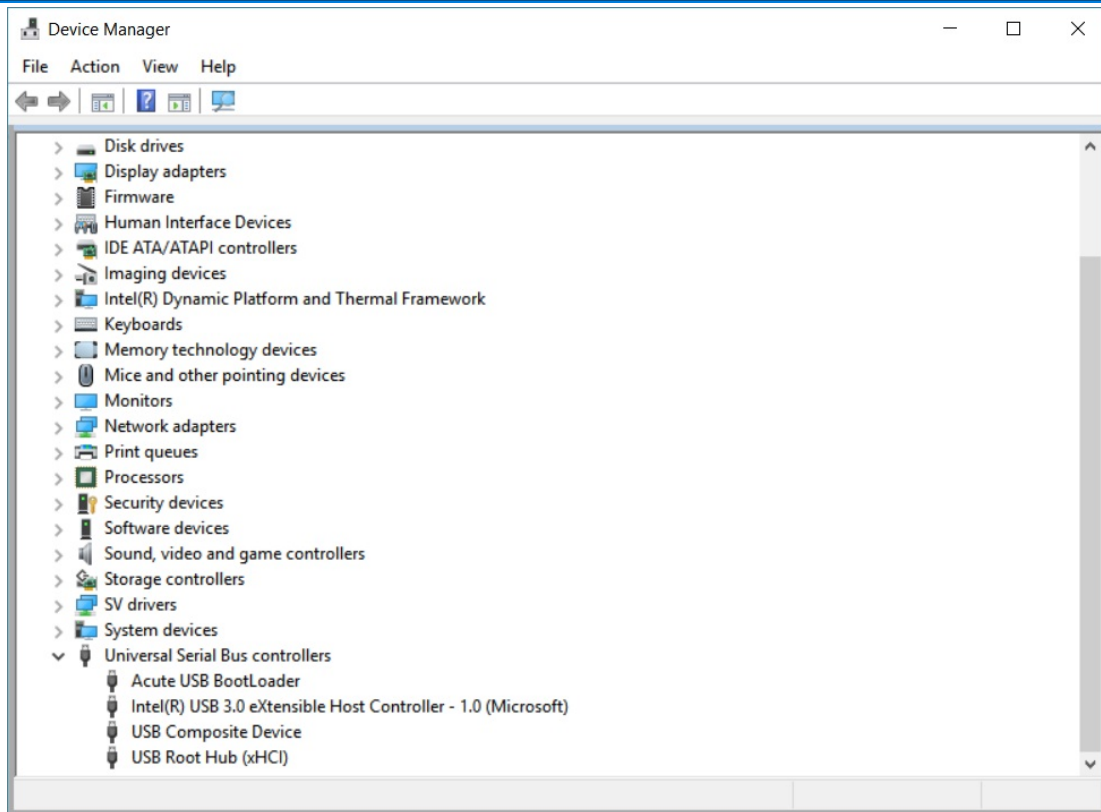 Device Manager
File Action View Help
Disk drives
Display adapters
Firmware
Human Interface Devices
IDE ATA/ATAPI controllers
Imaging devices
Intel(R) Dynamic Platform and Thermal Framework
Keyboards
Memory technology devices
Mice and other pointing devices
Monitors
Network adapters
Print queues
Processors
Security devices
Software devices
Sound, video and game controllers
Storage controllers
SV drivers
System devices
Universal Serial Bus controllers
Acute USB BootLoader
Intel(R) USB 3.0 eXtensible Host Controller - 1.0 (Microsoft)
USB Composite Device
USB Root Hub (xHCI)